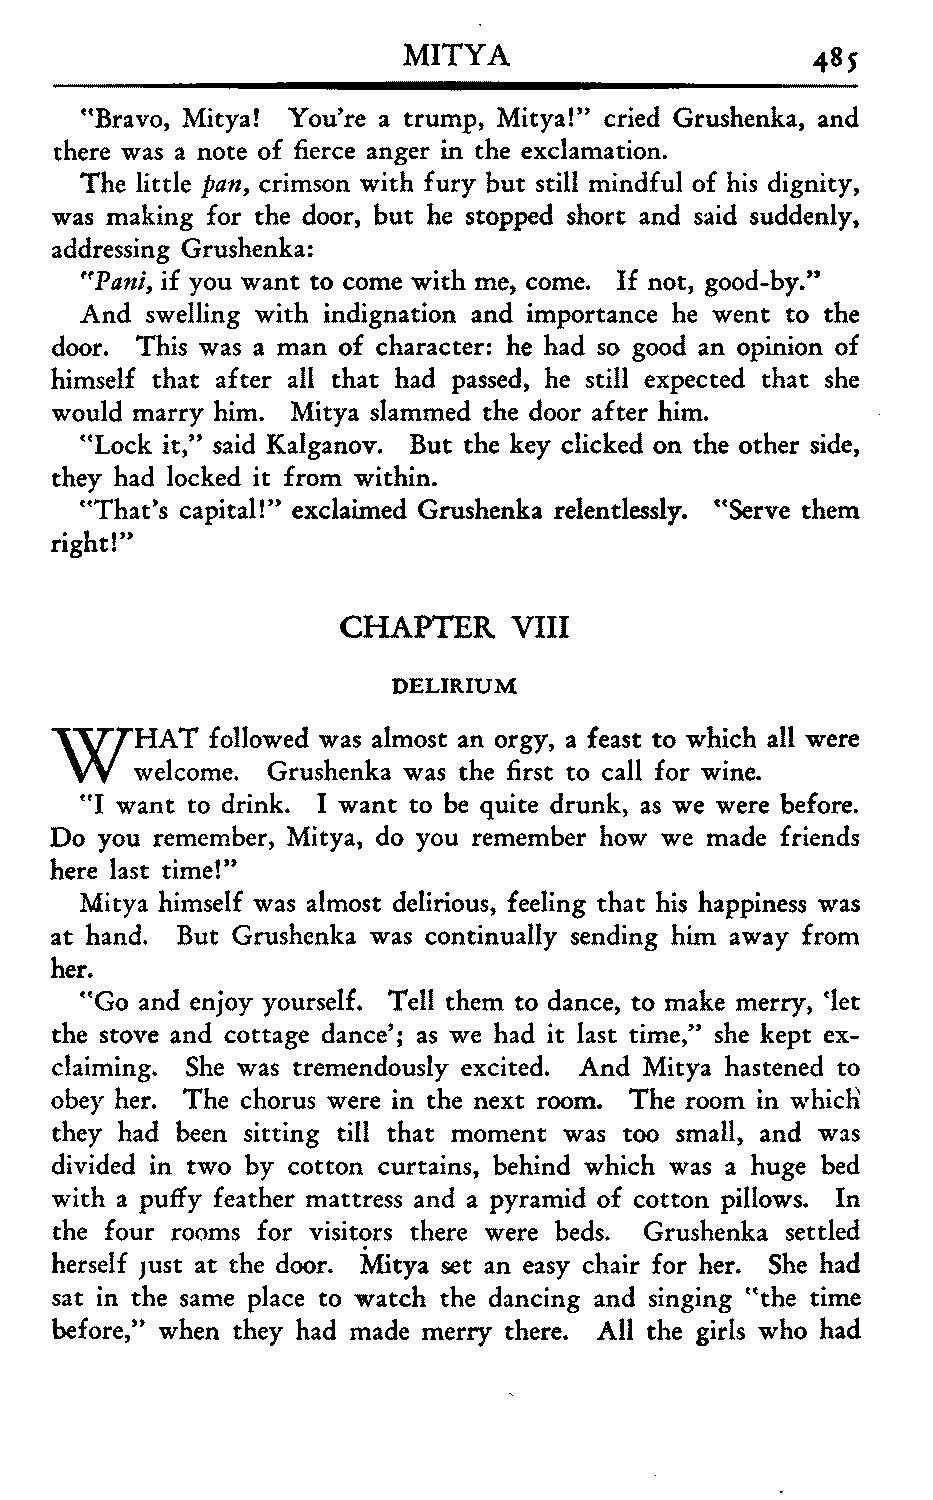 MITYA 485
"Bravo, Mitya! You're a trump, Mitya!" cried Grushenka, and
there was a note of fierce anger in the exclamation.
The little pan, crimson with fury but still mindful of his dignity,
was making for the door, but he stopped short and said suddenly,
addressing Grushenka:
"Pani, if you want to come with me, come. If not, good-by."
And swelling with indignation and importance he went to the
door. This was a man of character: he had so good an opinion of
himself that after all that had passed, he still expected that she
would marry him. Mitya slammed the door after him.
"Lock it," said Kalganov. But the key clicked on the other side,
they had locked it from within.
"That's capital!" exclaimed Grushenka relentlessly. "Serve them
right!"
CHAPTER VIII
DELIRIUM
WHAT followed was almost an orgy, a feast to which all were
welcome. Grushenka was the first to call for wine.
"I want to drink. I want to be quite drunk, as we were before.
Do you remember, Mitya, do you remember how we made friends
here last time!"
Mitya himself was almost delirious, feeling that his happiness was
at hand. But Grushenka was continually sending him away from
her.
"Go and enjoy yourself. Tell them to dance, to make merry, 'let
the stove and cottage dance'; as we had it last time," she kept ex-
claiming. She was tremendously excited. And Mitya hastened to
obey her. The chorus were in the next room. The room in which
they had been sitting till that moment was too small, and was
divided in two by cotton curtains, behind which was a huge bed
with a puffy feather mattress and a pyramid of cotton pillows. In
the four rooms for visitors there were beds. Grushenka settled
herself just at the door. Mitya set an easy chair for her. She had
sat in the same place to watch the dancing and singing "the time
before," when they had made merry there. All the girls who had